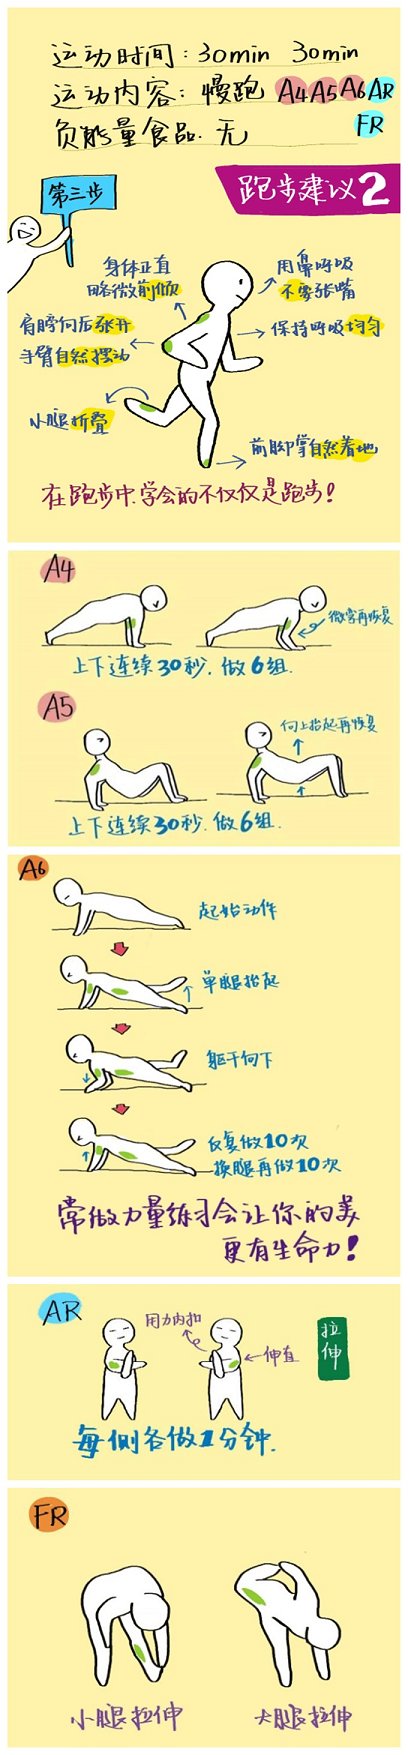 运动时间：30min 30min
运动内容：慢跑 A4 A5 A6 AR
FR
负能量食品.无
第三步
跑步建议2
身体正直
略微前倾
用鼻呼吸
不要张嘴
肩膀向后张开
手臂自然摆动
保持呼吸均匀
小腿折叠
前脚掌自然着地
在跑步中.学会的不仅仅是跑步！
A4
微弯再恢复
上下连续30秒.做6组.
A5
向上抬起再恢复
上下连续30秒.做6组.
A6
起始动作
单腿抬起
躯干向下
反复做10次
换腿再做10次
常做力量练习会让你的美
更有生命力！
AR
用力内扣
伸直
拉伸
每侧各做1分钟.
FR
小腿拉伸
大腿拉伸